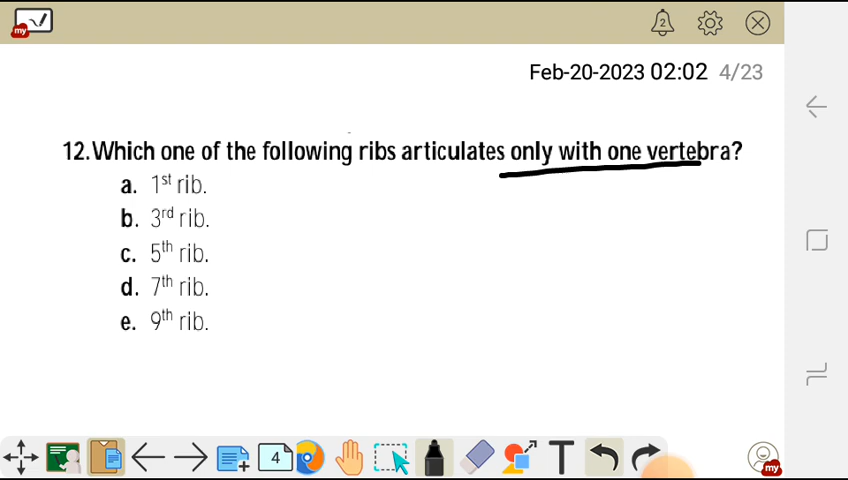 my
2
Feb-20-2023 02:02 4/23
12. Which one of the following ribs articulates only with one vertebra?
a. 1st rib.
b. 3rd rib.
c. 5th rib.
d. 7th rib.
e. 9th rib.
4
T
my